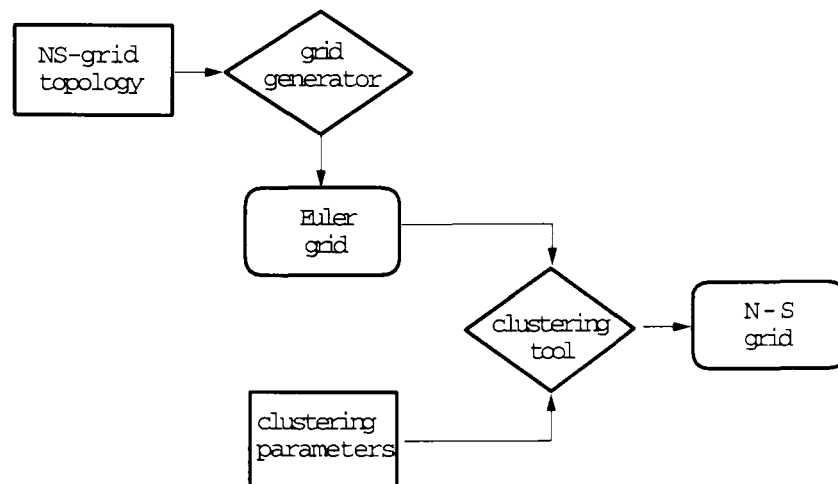 NS-grid
topology
grid
generator
Euler
grid
clustering
tool
N-S
grid
clustering
parameters